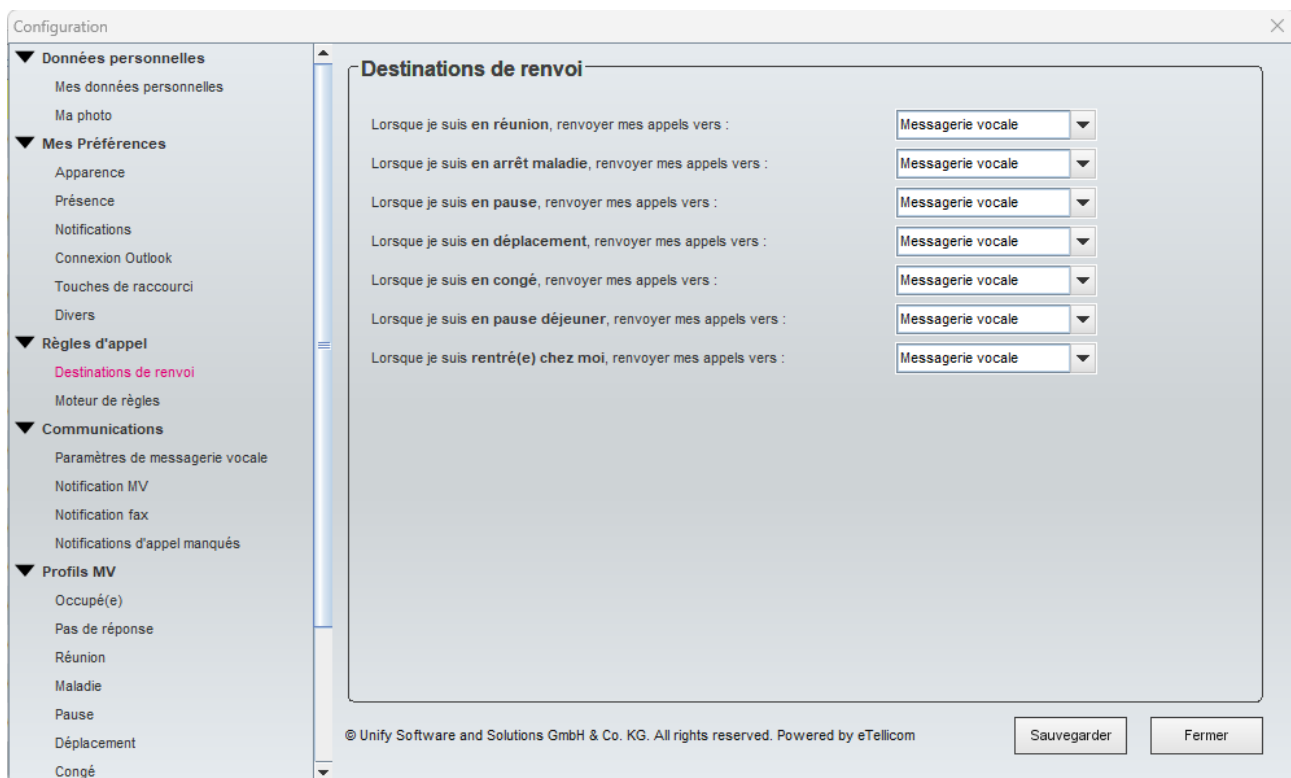 Configuration
Données personnelles
Mes données personnelles
Ma photo
Mes Préférences
Apparence
Présence
Notifications
Connexion Outlook
Touches de raccourci
Divers
Règles d'appel
Destinations de renvoi
Moteur de règles
Communications
Paramètres de messagerie vocale
Notification MV
Notification fax
Notifications d'appel manqués
Profils MV
Occupé(e)
Pas de réponse
Réunion
Maladie
Pause
Déplacement
Congé
Destinations de renvoi
Lorsque je suis en réunion, renvoyer mes appels vers : Messagerie vocale
Lorsque je suis en arrêt maladie, renvoyer mes appels vers : Messagerie vocale
Lorsque je suis en pause, renvoyer mes appels vers : Messagerie vocale
Lorsque je suis en déplacement, renvoyer mes appels vers : Messagerie vocale
Lorsque je suis en congé, renvoyer mes appels vers : Messagerie vocale
Lorsque je suis en pause déjeuner, renvoyer mes appels vers : Messagerie vocale
Lorsque je suis rentré(e) chez moi, renvoyer mes appels vers : Messagerie vocale
© Unify Software and Solutions GmbH & Co. KG. All rights reserved. Powered by eTellicom
Sauvegarder Fermer